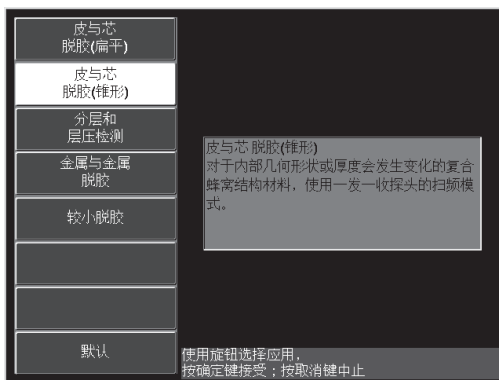 皮与芯
脱胶(扁平)
皮与芯
脱胶(锥形)
分层和
层压检测
金属与金属
脱胶
较小脱胶
默认
皮与芯 脱胶(锥形)
对于内部几何形状或厚度会发生变化的复合
蜂窝结构材料，使用一发一收探头的扫频模
式。
使用旋钮选择应用，
按确定键接受；按取消键中止